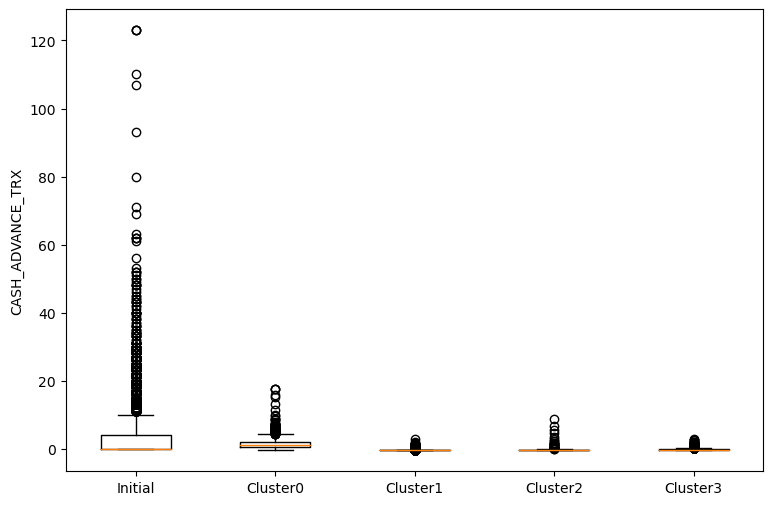 120
100
80
60
40
20
0
CASH_ADVANCE_TRX
Initial
Cluster0
Cluster1
Cluster2
Cluster3